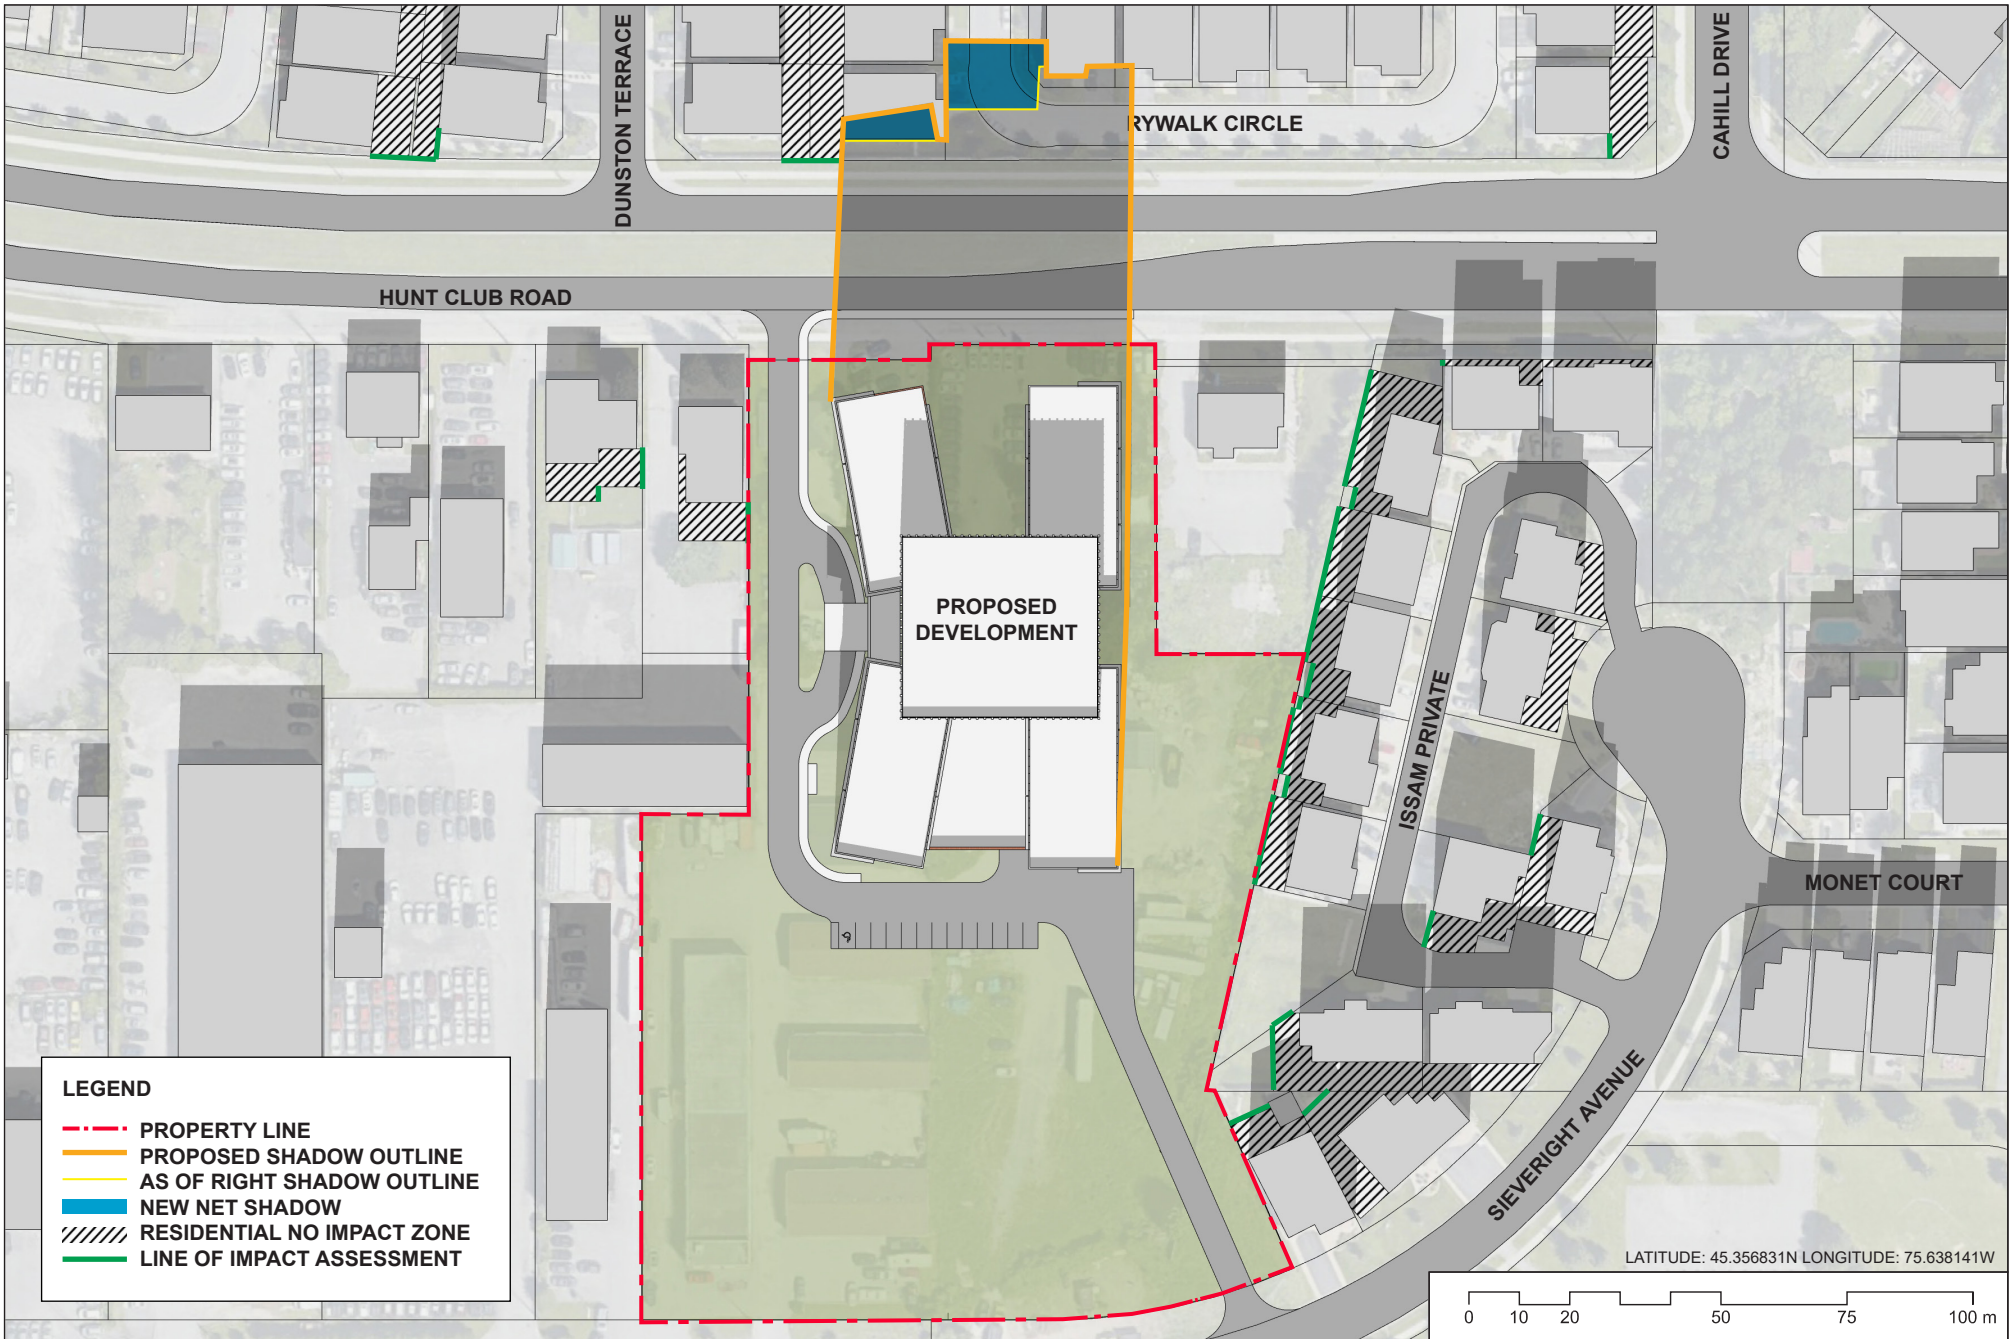 DUNSTON TERRACE
CAHILL DRIVE
RYWALK CIRCLE
HUNT CLUB ROAD
PROPOSED
DEVELOPMENT
ISSAM PRIVATE
MONET COURT
SIEVERIGHT AVENUE
LEGEND
PROPERTY LINE
PROPOSED SHADOW OUTLINE
AS OF RIGHT SHADOW OUTLINE
NEW NET SHADOW
RESIDENTIAL NO IMPACT ZONE
LINE OF IMPACT ASSESSMENT
LATITUDE: 45.356831N LONGITUDE: 75.638141W
0 10 20 50 75 100 m